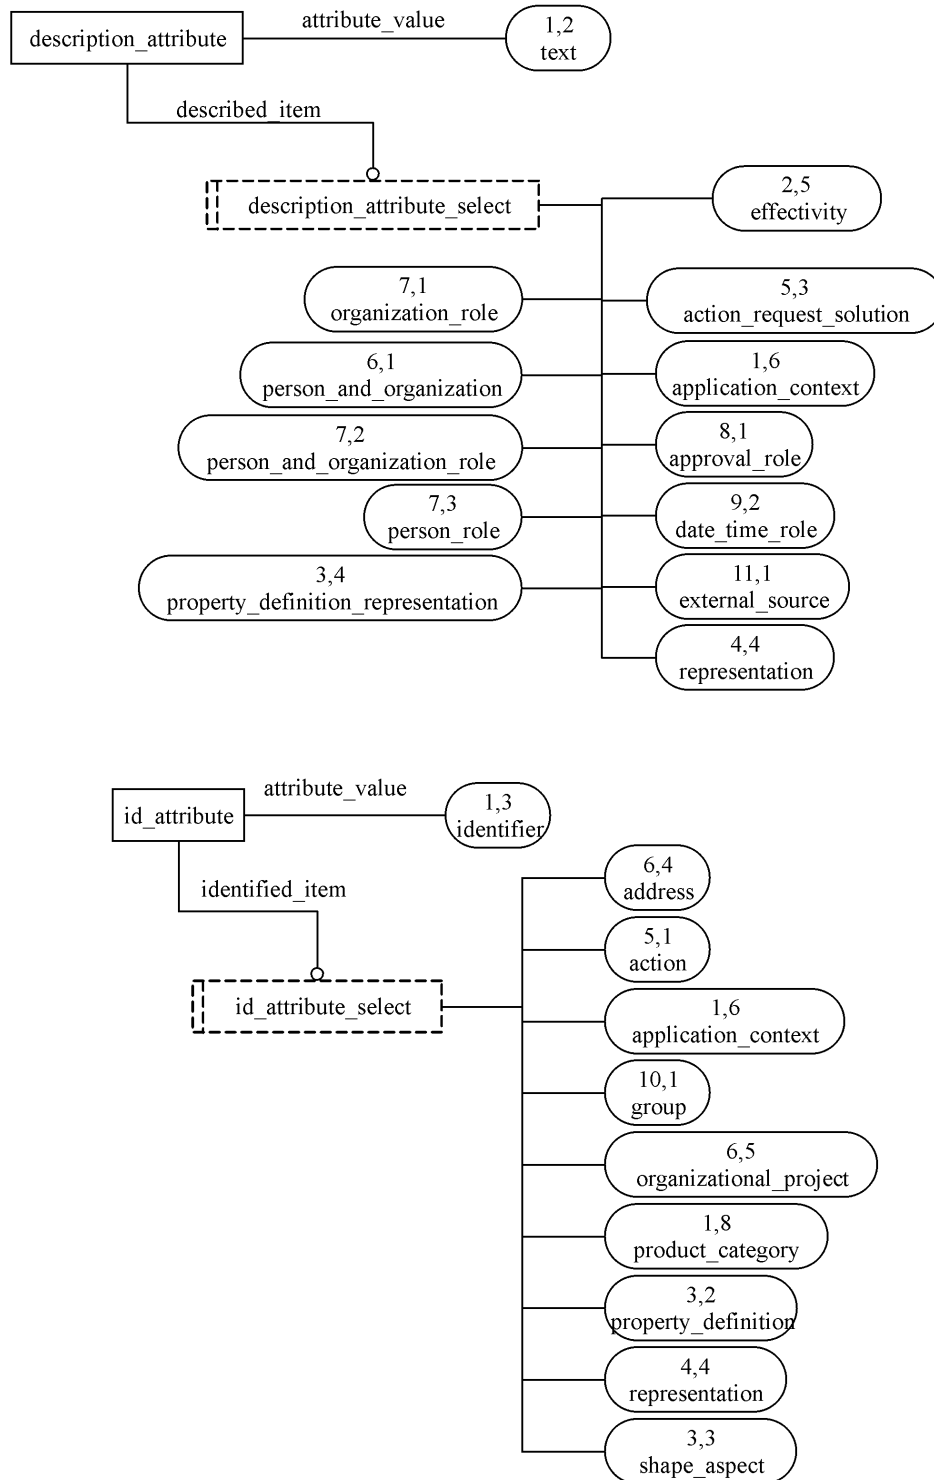 attribute_value
1,2
description_attribute
text
described_item
2,5
description_attribute_select
effectivity
7,1
organization_role
5,3
action_request_solution
6,1
person_and_organization
1,6
application_context
7,2
person_and_organization_role
8,1
approval_role
7,3
person_role
9,2
date_time_role
3,4
property_definition_representation
11,1
external_source
4,4
representation
attribute_value
1,3
id_attribute
identifier
6,4
address
identified_item
5,1
action
id_attribute_select
1,6
application_context
10,1
group
6,5
organizational_project
1,8
product_category
3,2
property_definition
4,4
representation
3,3
shape_aspect